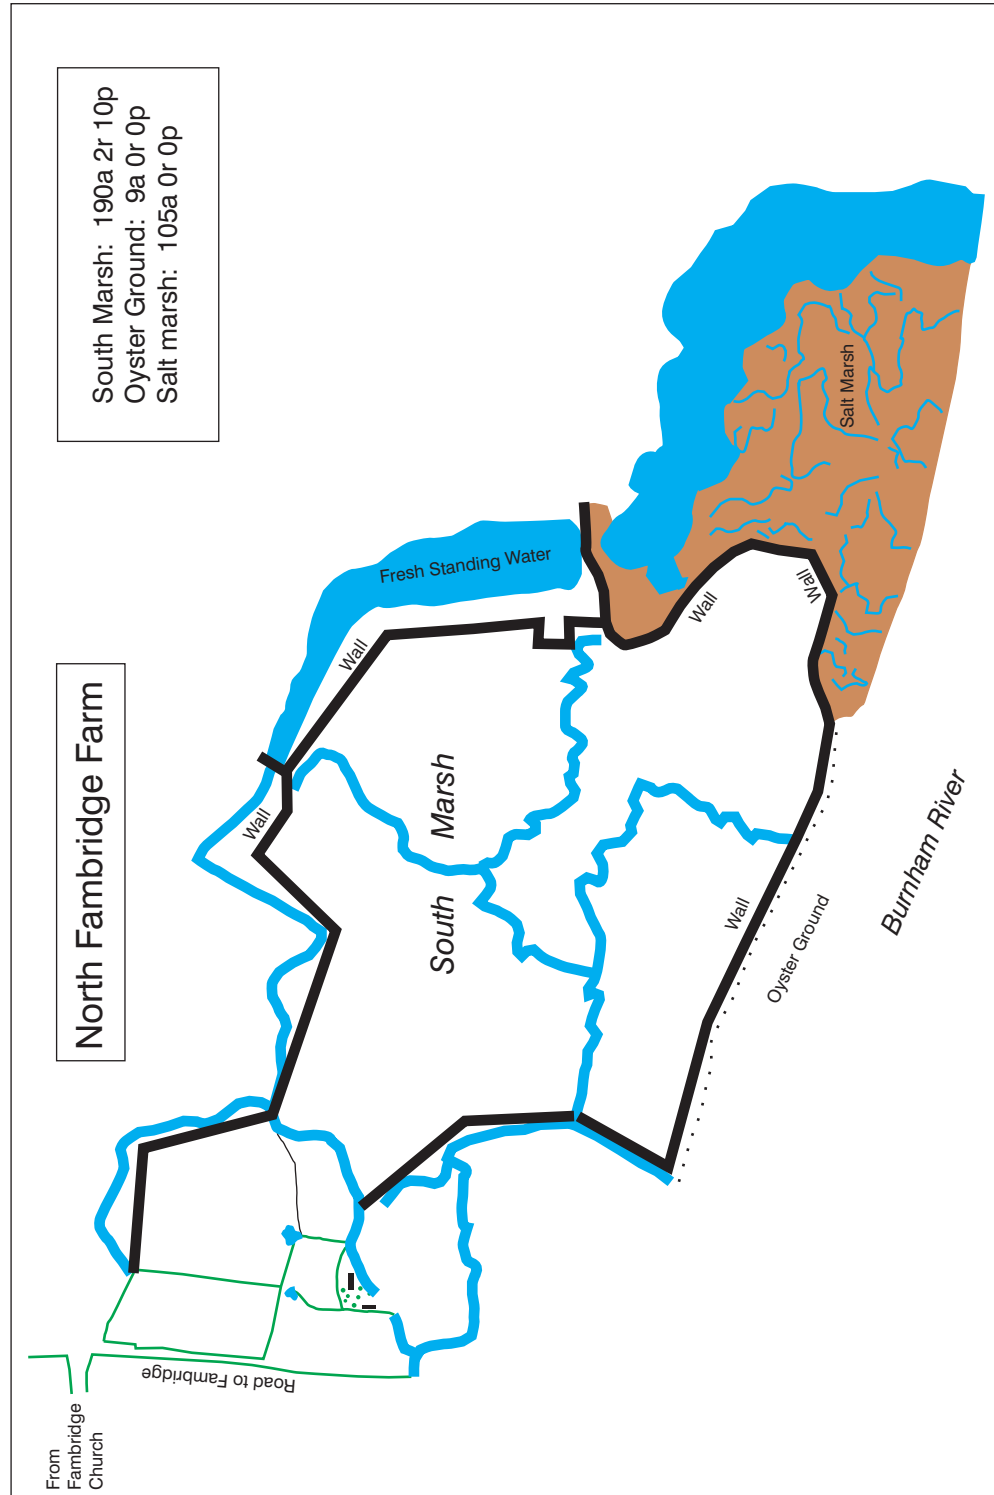 North Fambridge Farm
South Marsh: 190a 2r 10p
Oyster Ground: 9a 0r 0p
Salt marsh: 105a 0r 0p
From
Fambridge
Church
Road to Fambridge
Wall
Wall
Fresh Standing Water
South Marsh
Wall
Wall
Salt Marsh
Wall
Oyster Ground
Burnham River